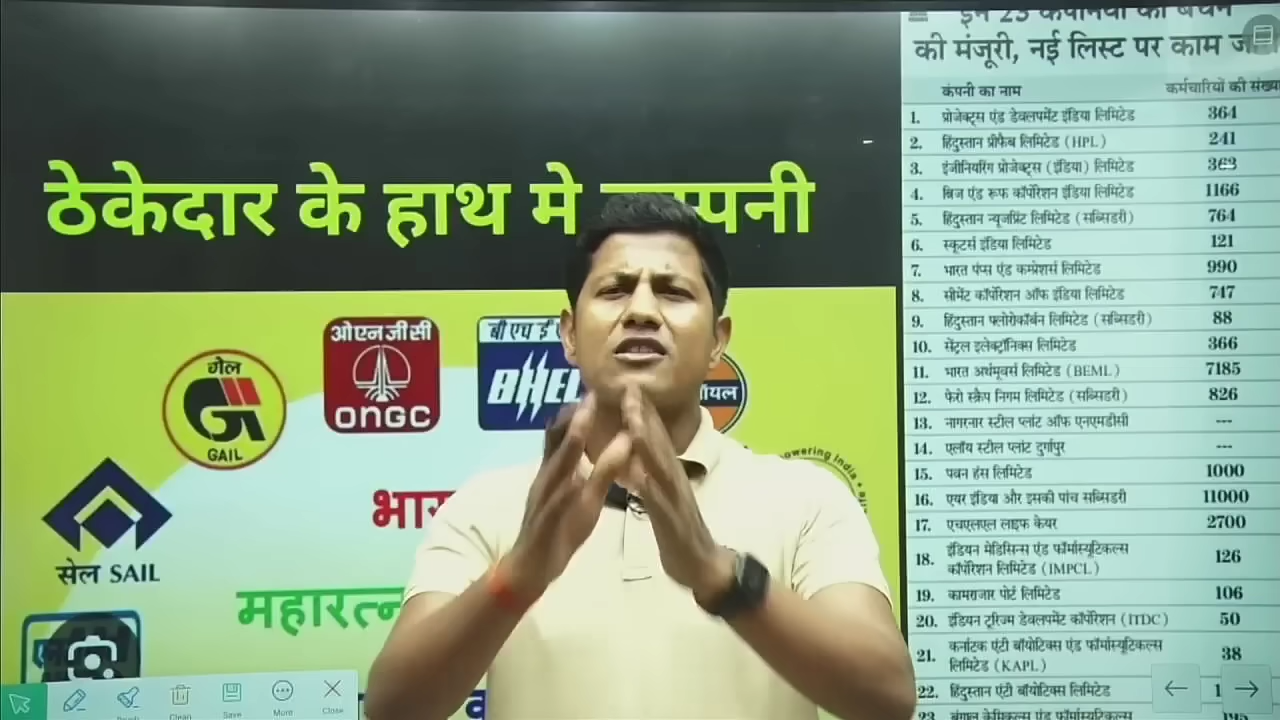 ठेकेदार के हाथ मे
की मंजूरी, नई लिस्ट पर काम
कंपनी का नाम कर्मचारियों की
1. प्रोजेक्ट्स एंड डेवलपमेंट इंडिया लिमिटेड 364
2. हिंदुस्तान प्रीफैब लिमिटेड (HPL) 241
3. इंजीनियरिंग प्रोजेक्ट्स (इंडिया) लिमिटेड
4. ब्रिज एंड रूफ कॉर्पोरेशन इंडिया लिमिटेड 1166
5. हिंदुस्तान न्यूजप्रिंट लिमिटेड (सब्सिडरी) 764
6. स्कूटर्स इंडिया लिमिटेड 121
7. भारत पंप्स एंड कम्प्रेशर्स लिमिटेड 990
8. सीमेंट कॉर्पोरेशन ऑफ इंडिया लिमिटेड 747
9. हिंदुस्तान फ्लोरोकॉर्बन लिमिटेड (सब्सिडरी) 88
10. सेंट्रल इलेक्ट्रॉनिक्स लिमिटेड 366
11. भारत अर्थमूवर्स लिमिटेड (BEML) 7185
12. फेरो स्क्रैप निगम लिमिटेड (सब्सिडरी) 826
13. नागरनार स्टील प्लांट ऑफ एनएमडीसी ---
14. एलॉय स्टील प्लांट दुर्गापुर ---
15. पवन हंस लिमिटेड 1000
16. एयर इंडिया और इसकी पांच सब्सिडरी 11000
17. एचएलएल लाइफ केयर 2700
18. इंडियन मेडिसिन्स एंड फॉर्मास्यूटिकल्स
कॉर्पोरेशन लिमिटेड (IMPCL) 126
19. कामराजार पोर्ट लिमिटेड 106
20. इंडियन टूरिज्म डेवलपमेंट कॉर्पोरेशन (ITDC) 50
21. कर्नाटक एंटी बॉयोटिक्स एंड फॉर्मास्यूटिकल्स
लिमिटेड (KAPL) 38
22. हिंदुस्तान एंटी बॉयोटिक्स लिमिटेड
गेल
GAIL
ओएनजीसी
ONGC
बी एच ई
BHEL
सेल SAIL
महारत्न
Clean
Save
More
Close